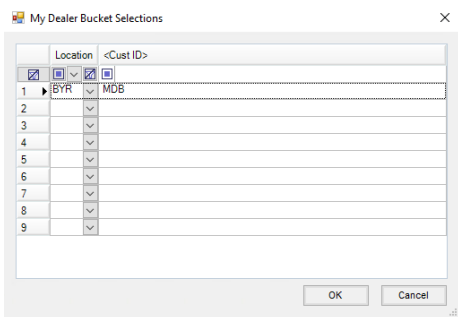 My Dealer Bucket Selections
Location <Cust ID>
1 BYR MDB
2
3
4
5
6
7
8
9
OK Cancel